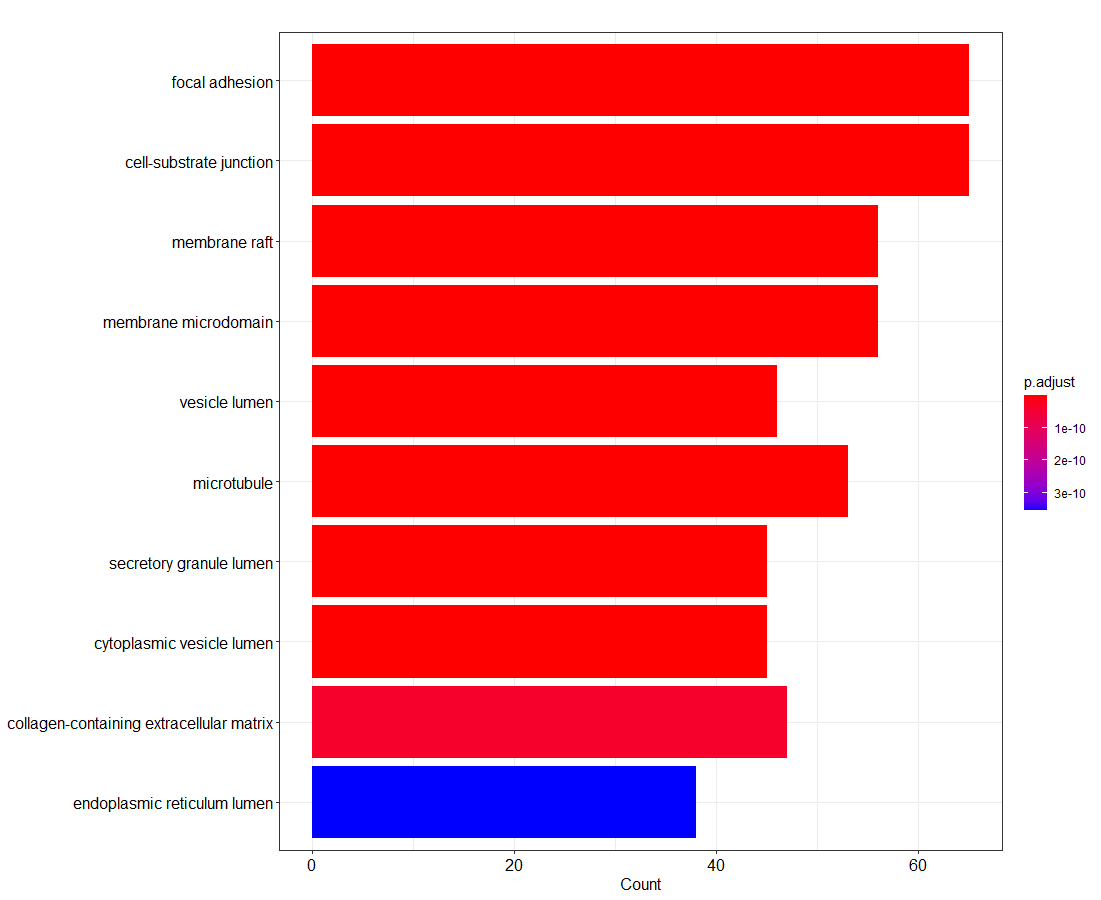 focal adhesion
cell-substrate junction
membrane raft
membrane microdomain
vesicle lumen
microtubule
secretory granule lumen
cytoplasmic vesicle lumen
collagen-containing extracellular matrix
endoplasmic reticulum lumen
0 20 40 60
Count
p.adjust
1e-10
2e-10
3e-10